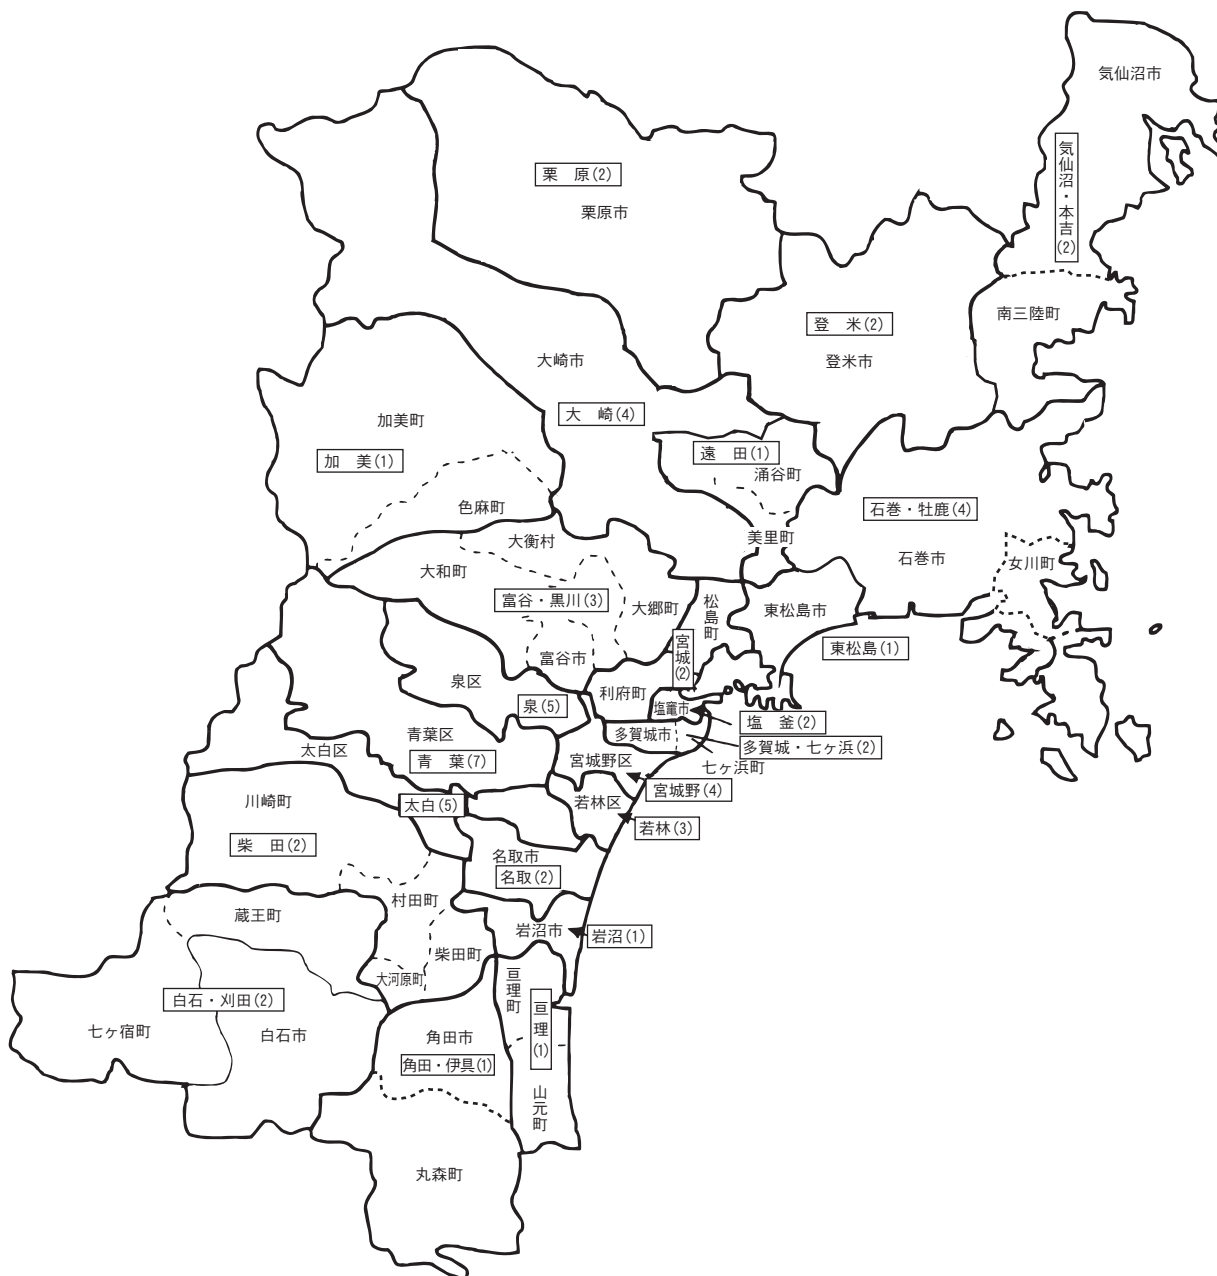 気仙沼市
気仙沼・本吉(2)
栗　原(2)
栗原市
南三陸町
登　米(2)
登米市
大崎市
大　崎(4)
加美町
加　美(1)
色麻町
遠　田(1)
涌谷町
美里町
石巻・牡鹿(4)
石巻市
女川町
大衡村
大和町
富谷・黒川(3)
大郷町
富谷市
松島町
宮城(2)
東松島市
東松島(1)
利府町
塩竈市
塩　釜(2)
多賀城市
多賀城・七ヶ浜(2)
七ヶ浜町
泉区
泉(5)
青葉区
青　葉(7)
太白区
太白(5)
宮城野区
宮城野(4)
若林区
若林(3)
川崎町
柴　田(2)
名取市
名取(2)
村田町
蔵王町
岩沼市
岩沼(1)
柴田町
大河原町
亘理町
亘理(1)
白石・刈田(2)
七ヶ宿町
白石市
角田市
角田・伊具(1)
山元町
丸森町